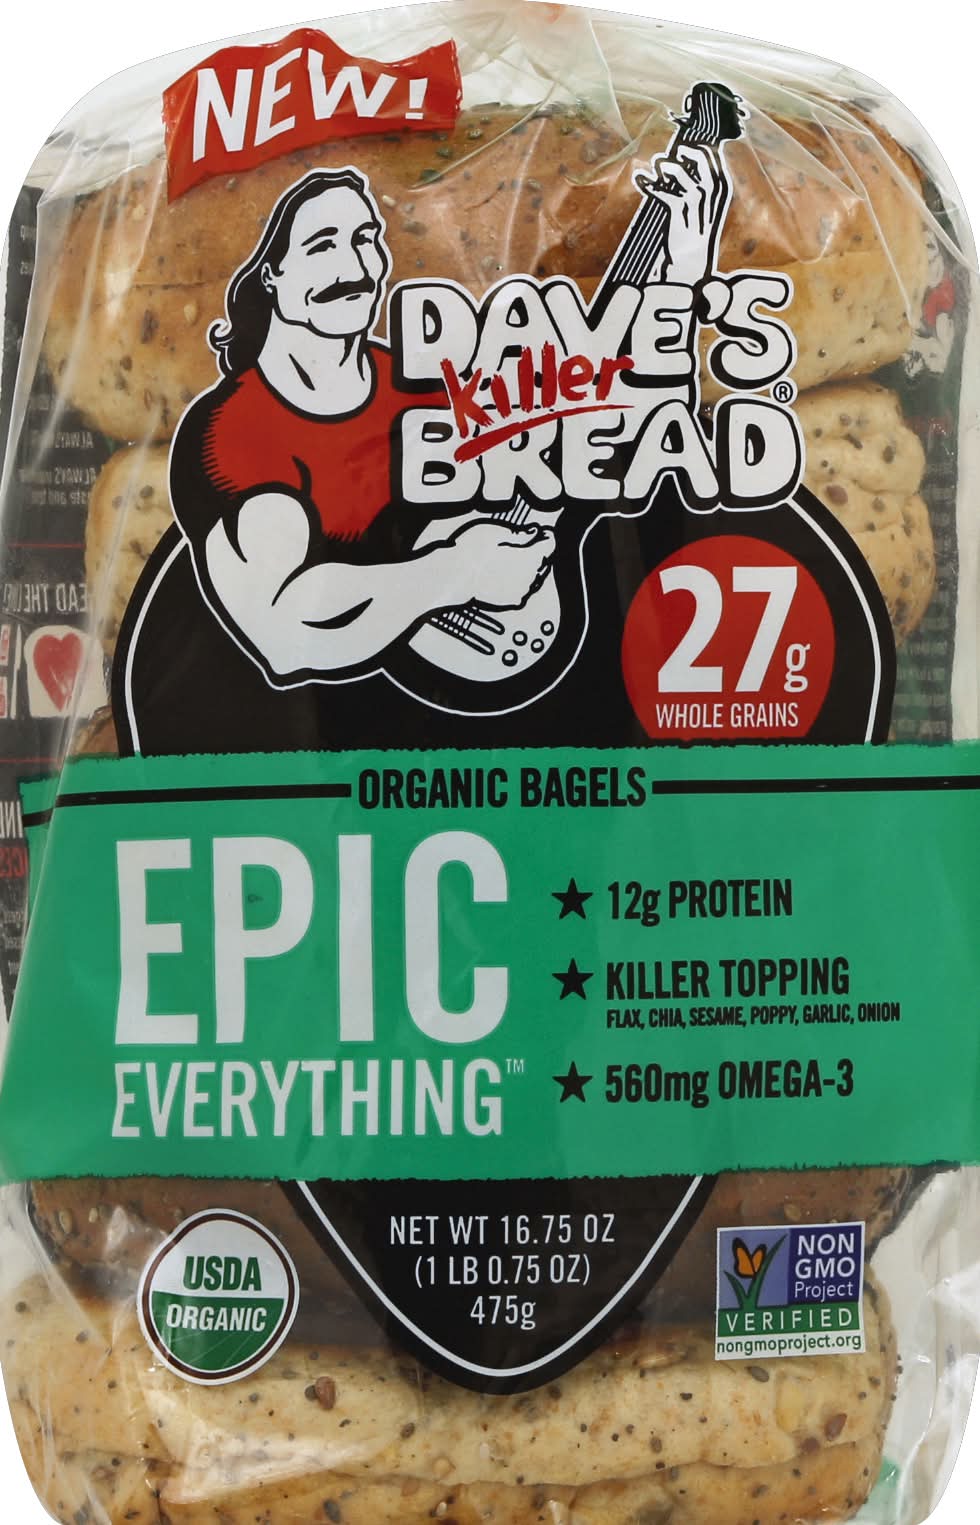 NEW!
DAVE'S
Killer
BREAD®
27g
WHOLE GRAINS
ORGANIC BAGELS
EPIC
EVERYTHING™
★ 12g PROTEIN
★ KILLER TOPPING
FLAX, CHIA, SESAME, POPPY, GARLIC, ONION
★ 560mg OMEGA-3
NET WT 16.75 OZ
(1 LB 0.75 OZ)
475g
USDA
ORGANIC
NON
GMO
Project
VERIFIED
nongmoproject.org